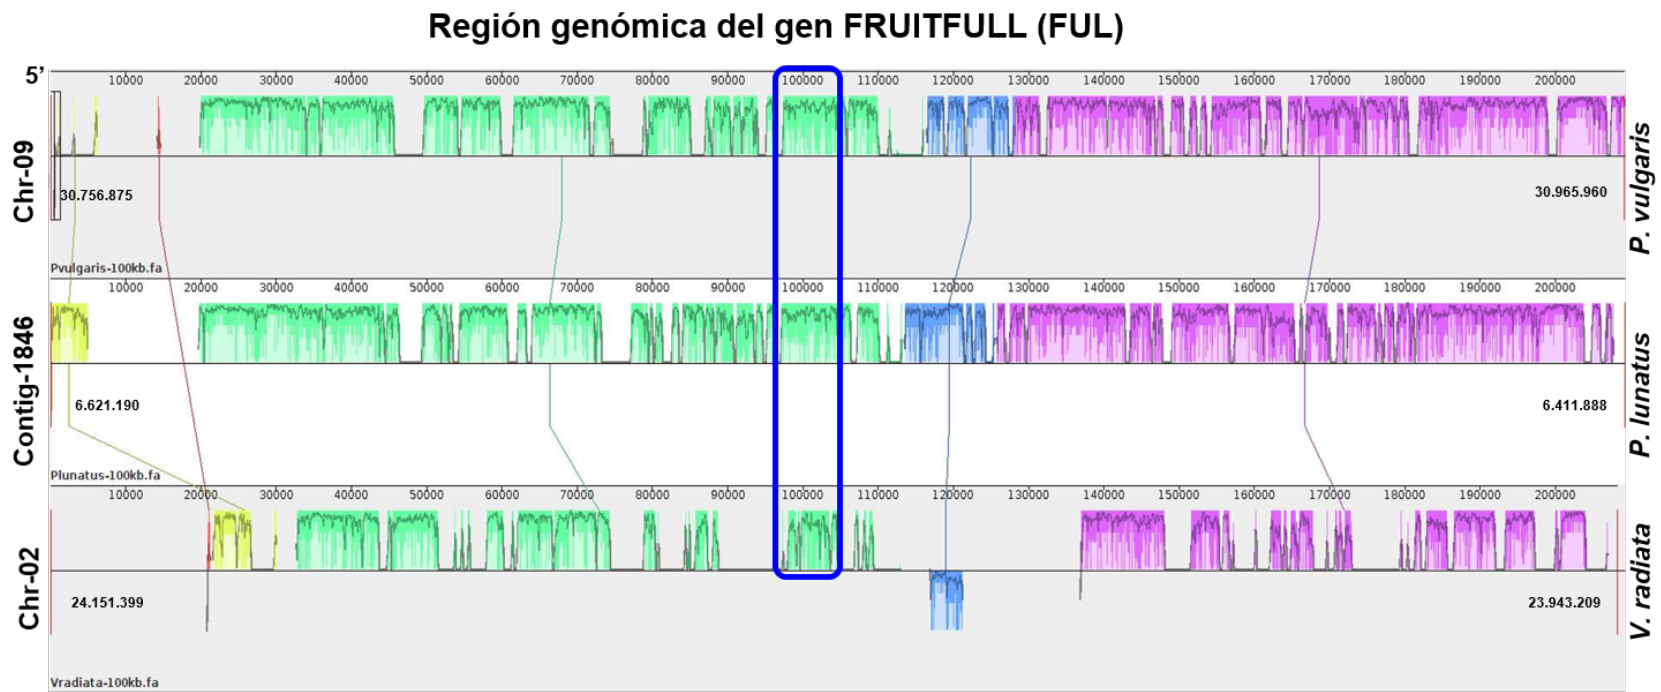 Región genómica del gen FRUITFULL (FUL)
5’
10000 20000 30000 40000 50000 60000 70000 80000 90000 100000 110000 120000 130000 140000 150000 160000 170000 180000 190000 200000
Chr-09
30.756.875
30.965.960
P. vulgaris
Pvulgaris-100kb.fa
10000 20000 30000 40000 50000 60000 70000 80000 90000 100000 110000 120000 130000 140000 150000 160000 170000 180000 190000 200000
Contig-1846
6.621.190
6.411.888
P. lunatus
Plunatus-100kb.fa
10000 20000 30000 40000 50000 60000 70000 80000 90000 100000 110000 120000 130000 140000 150000 160000 170000 180000 190000 200000
Chr-02
24.151.399
23.943.209
V. radiata
Vradiata-100kb.fa